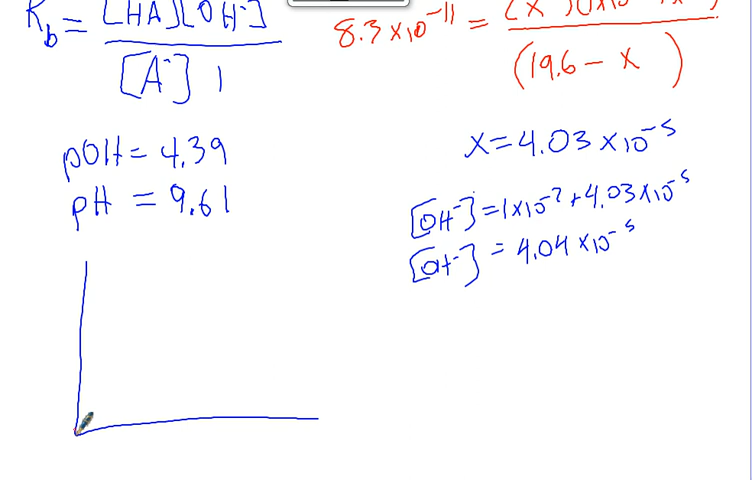 K_b = [HA][OH⁻] / [A⁻] 1
8.3 x 10⁻¹¹ = / (19.6 − x )
pOH = 4.39
pH = 9.61
x = 4.03 x 10⁻⁵
[OH⁻] = 1 x 10⁻⁷ + 4.03 x 10⁻⁵
[OH⁻] = 4.04 x 10⁻⁵